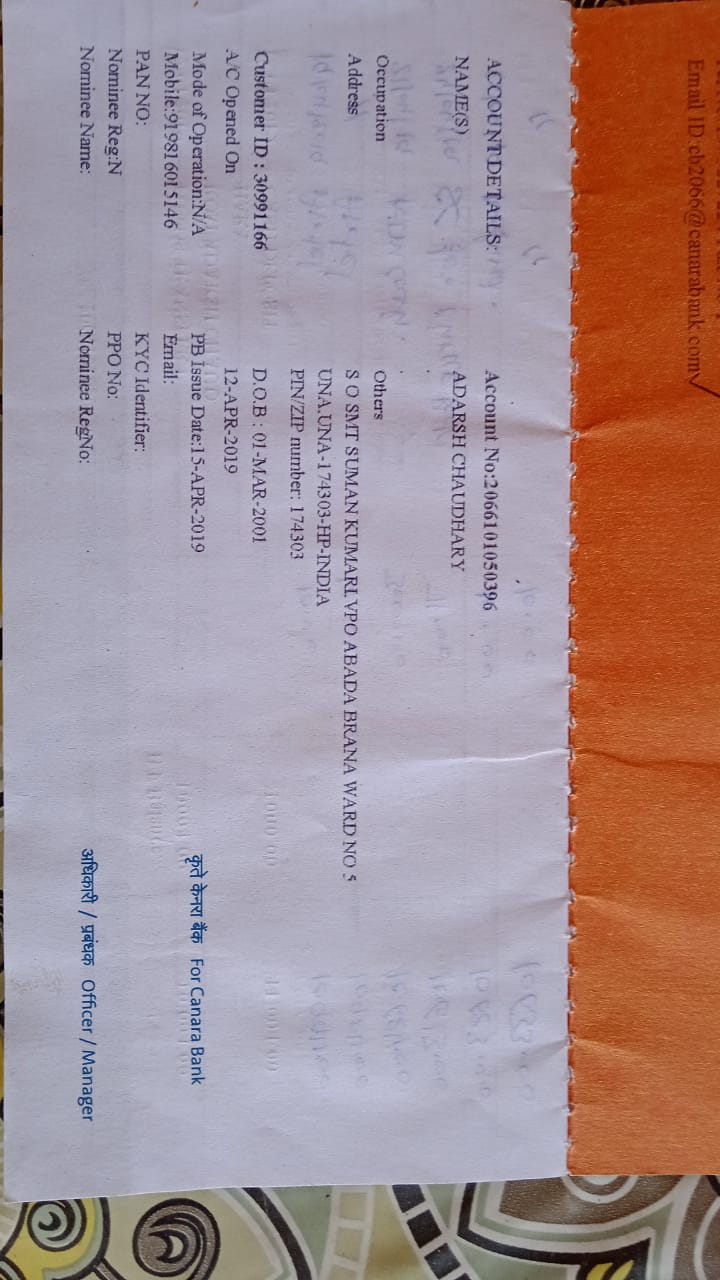 Email ID:cb2066@canarabank.com
ACCOUNT DETAILS: Account No:2066101050396
NAME(S) ADARSH CHAUDHARY
Occupation Others
Address S O SMT SUMAN KUMARI, VPO ABADA BRANA WARD NO 5
UNA.UNA-174303-HP-INDIA
PIN/ZIP number: 174303
Customer ID : 30991166 D.O.B : 01-MAR-2001
A/C Opened On 12-APR-2019
Mode of Operation:N/A PB Issue Date:15-APR-2019
Mobile:919816015146 Email:
PAN NO: KYC Identifier:
Nominee Reg:N PPO No:
Nominee Name: Nominee RegNo:
कृते केनरा बैंक For Canara Bank
अधिकारी / प्रबंधक Officer / Manager